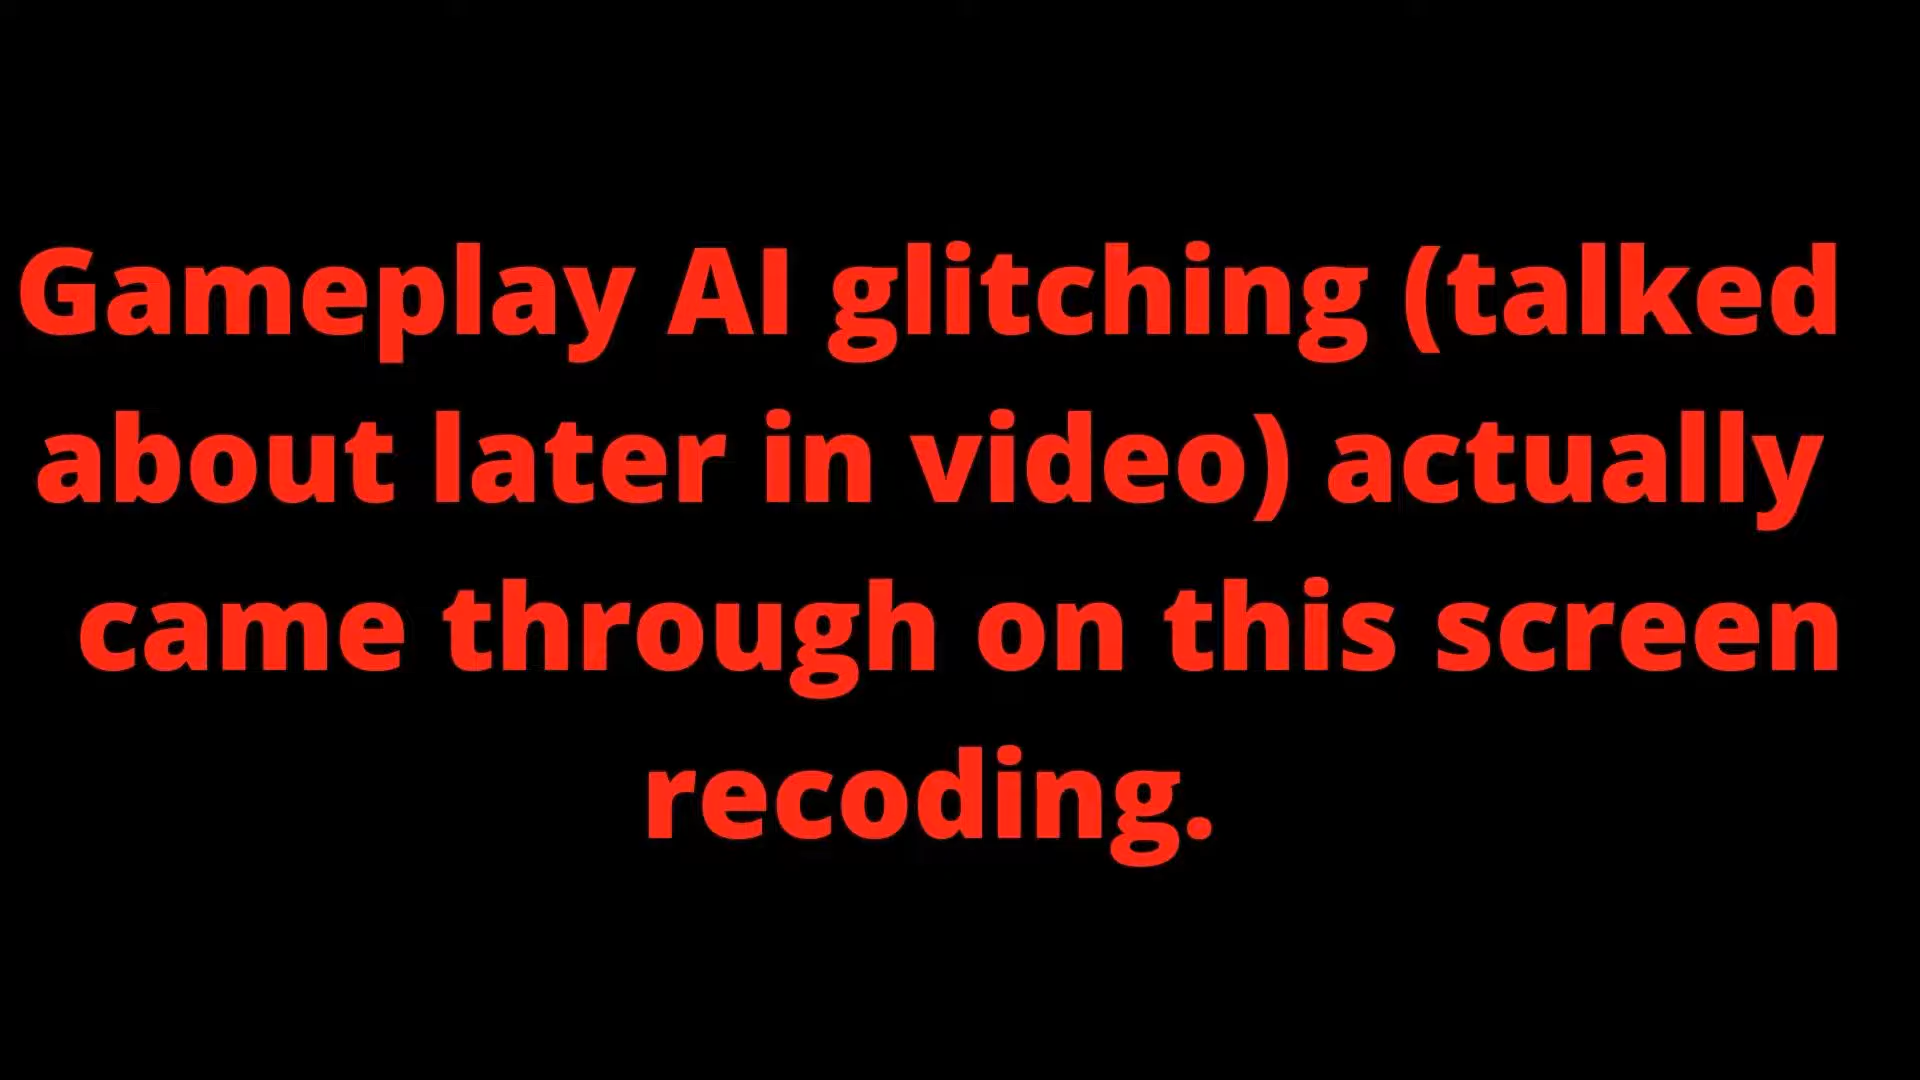 Gameplay AI glitching (talked
about later in video) actually
came through on this screen
recoding.